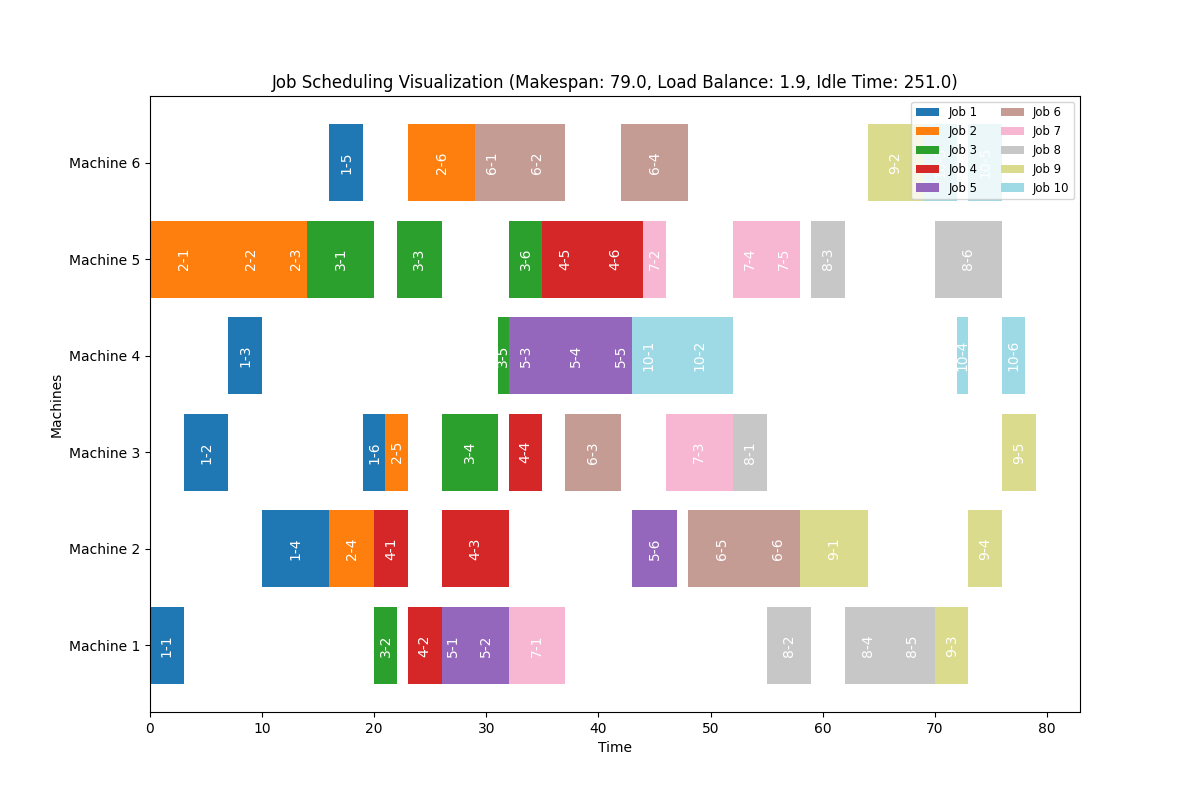 Job Scheduling Visualization (Makespan: 79.0, Load Balance: 1.9, Idle Time: 251.0)
Job 1 Job 6
Job 2 Job 7
Job 3 Job 8
Job 4 Job 9
Job 5 Job 10
Machine 6 1-5 2-6 6-1 6-2 6-4 9-2
Machine 5 2-1 2-2 2-3 3-1 3-3 3-6 4-5 4-6 7-2 7-4 7-5 8-3 8-6
Machine 4 1-3 3-5 5-3 5-4 5-5 10-1 10-2 10-4 10-6
Machine 3 1-2 1-6 2-5 3-4 4-4 6-3 7-3 8-1 9-5
Machine 2 1-4 2-4 4-1 4-3 5-6 6-5 6-6 9-1 9-4
Machine 1 1-1 3-2 4-2 5-1 5-2 7-1 8-2 8-4 8-5 9-3
Machines
0 10 20 30 40 50 60 70 80
Time